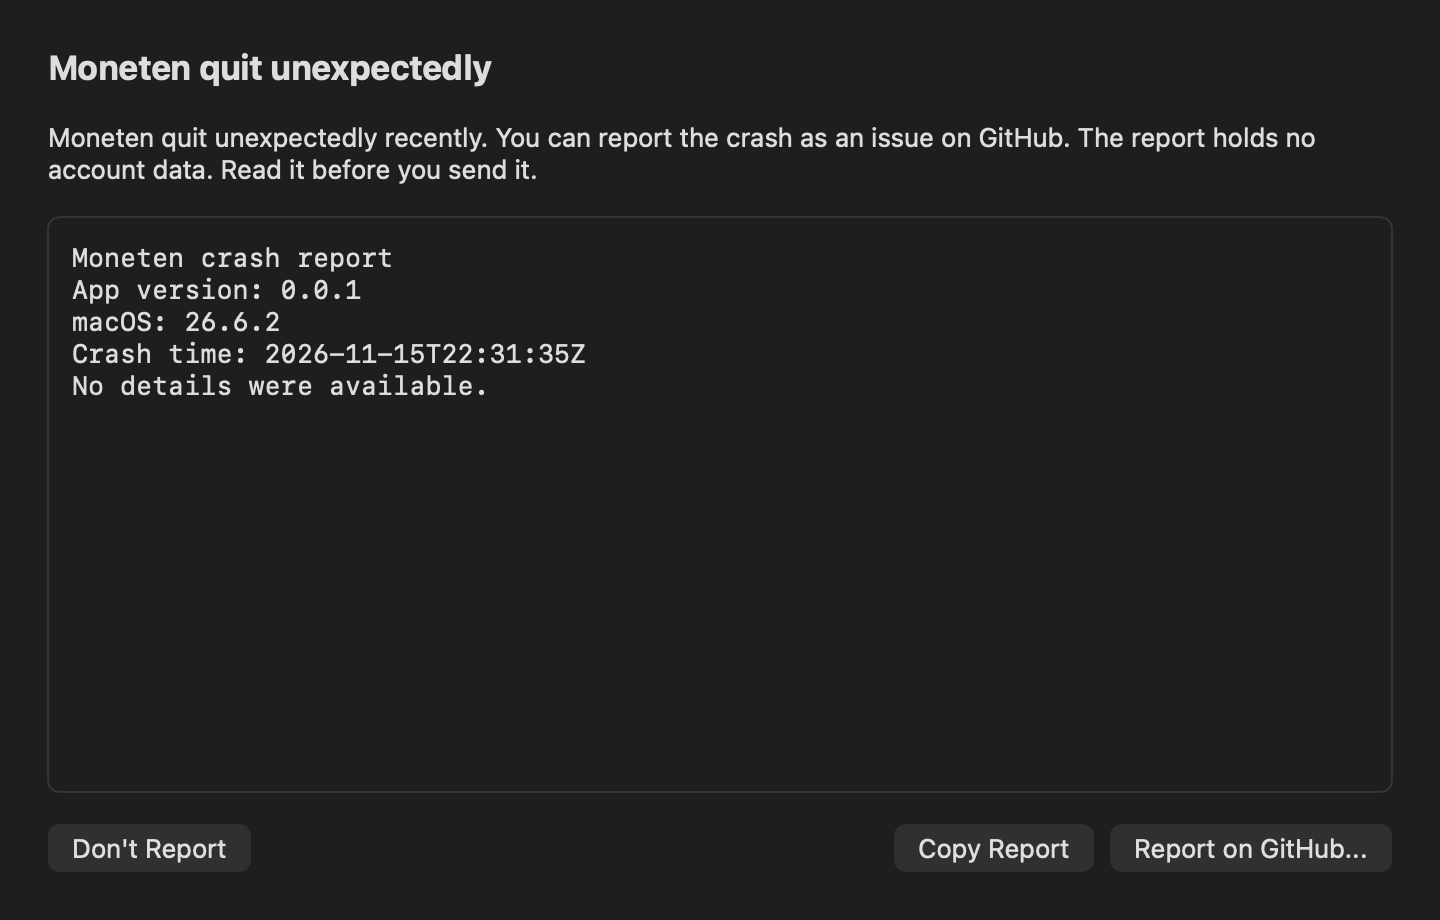 Moneten quit unexpectedly
Moneten quit unexpectedly recently. You can report the crash as an issue on GitHub. The report holds no
account data. Read it before you send it.
Moneten crash report
App version: 0.0.1
macOS: 26.6.2
Crash time: 2026-11-15T22:31:35Z
No details were available.
Don't Report
Copy Report
Report on GitHub...